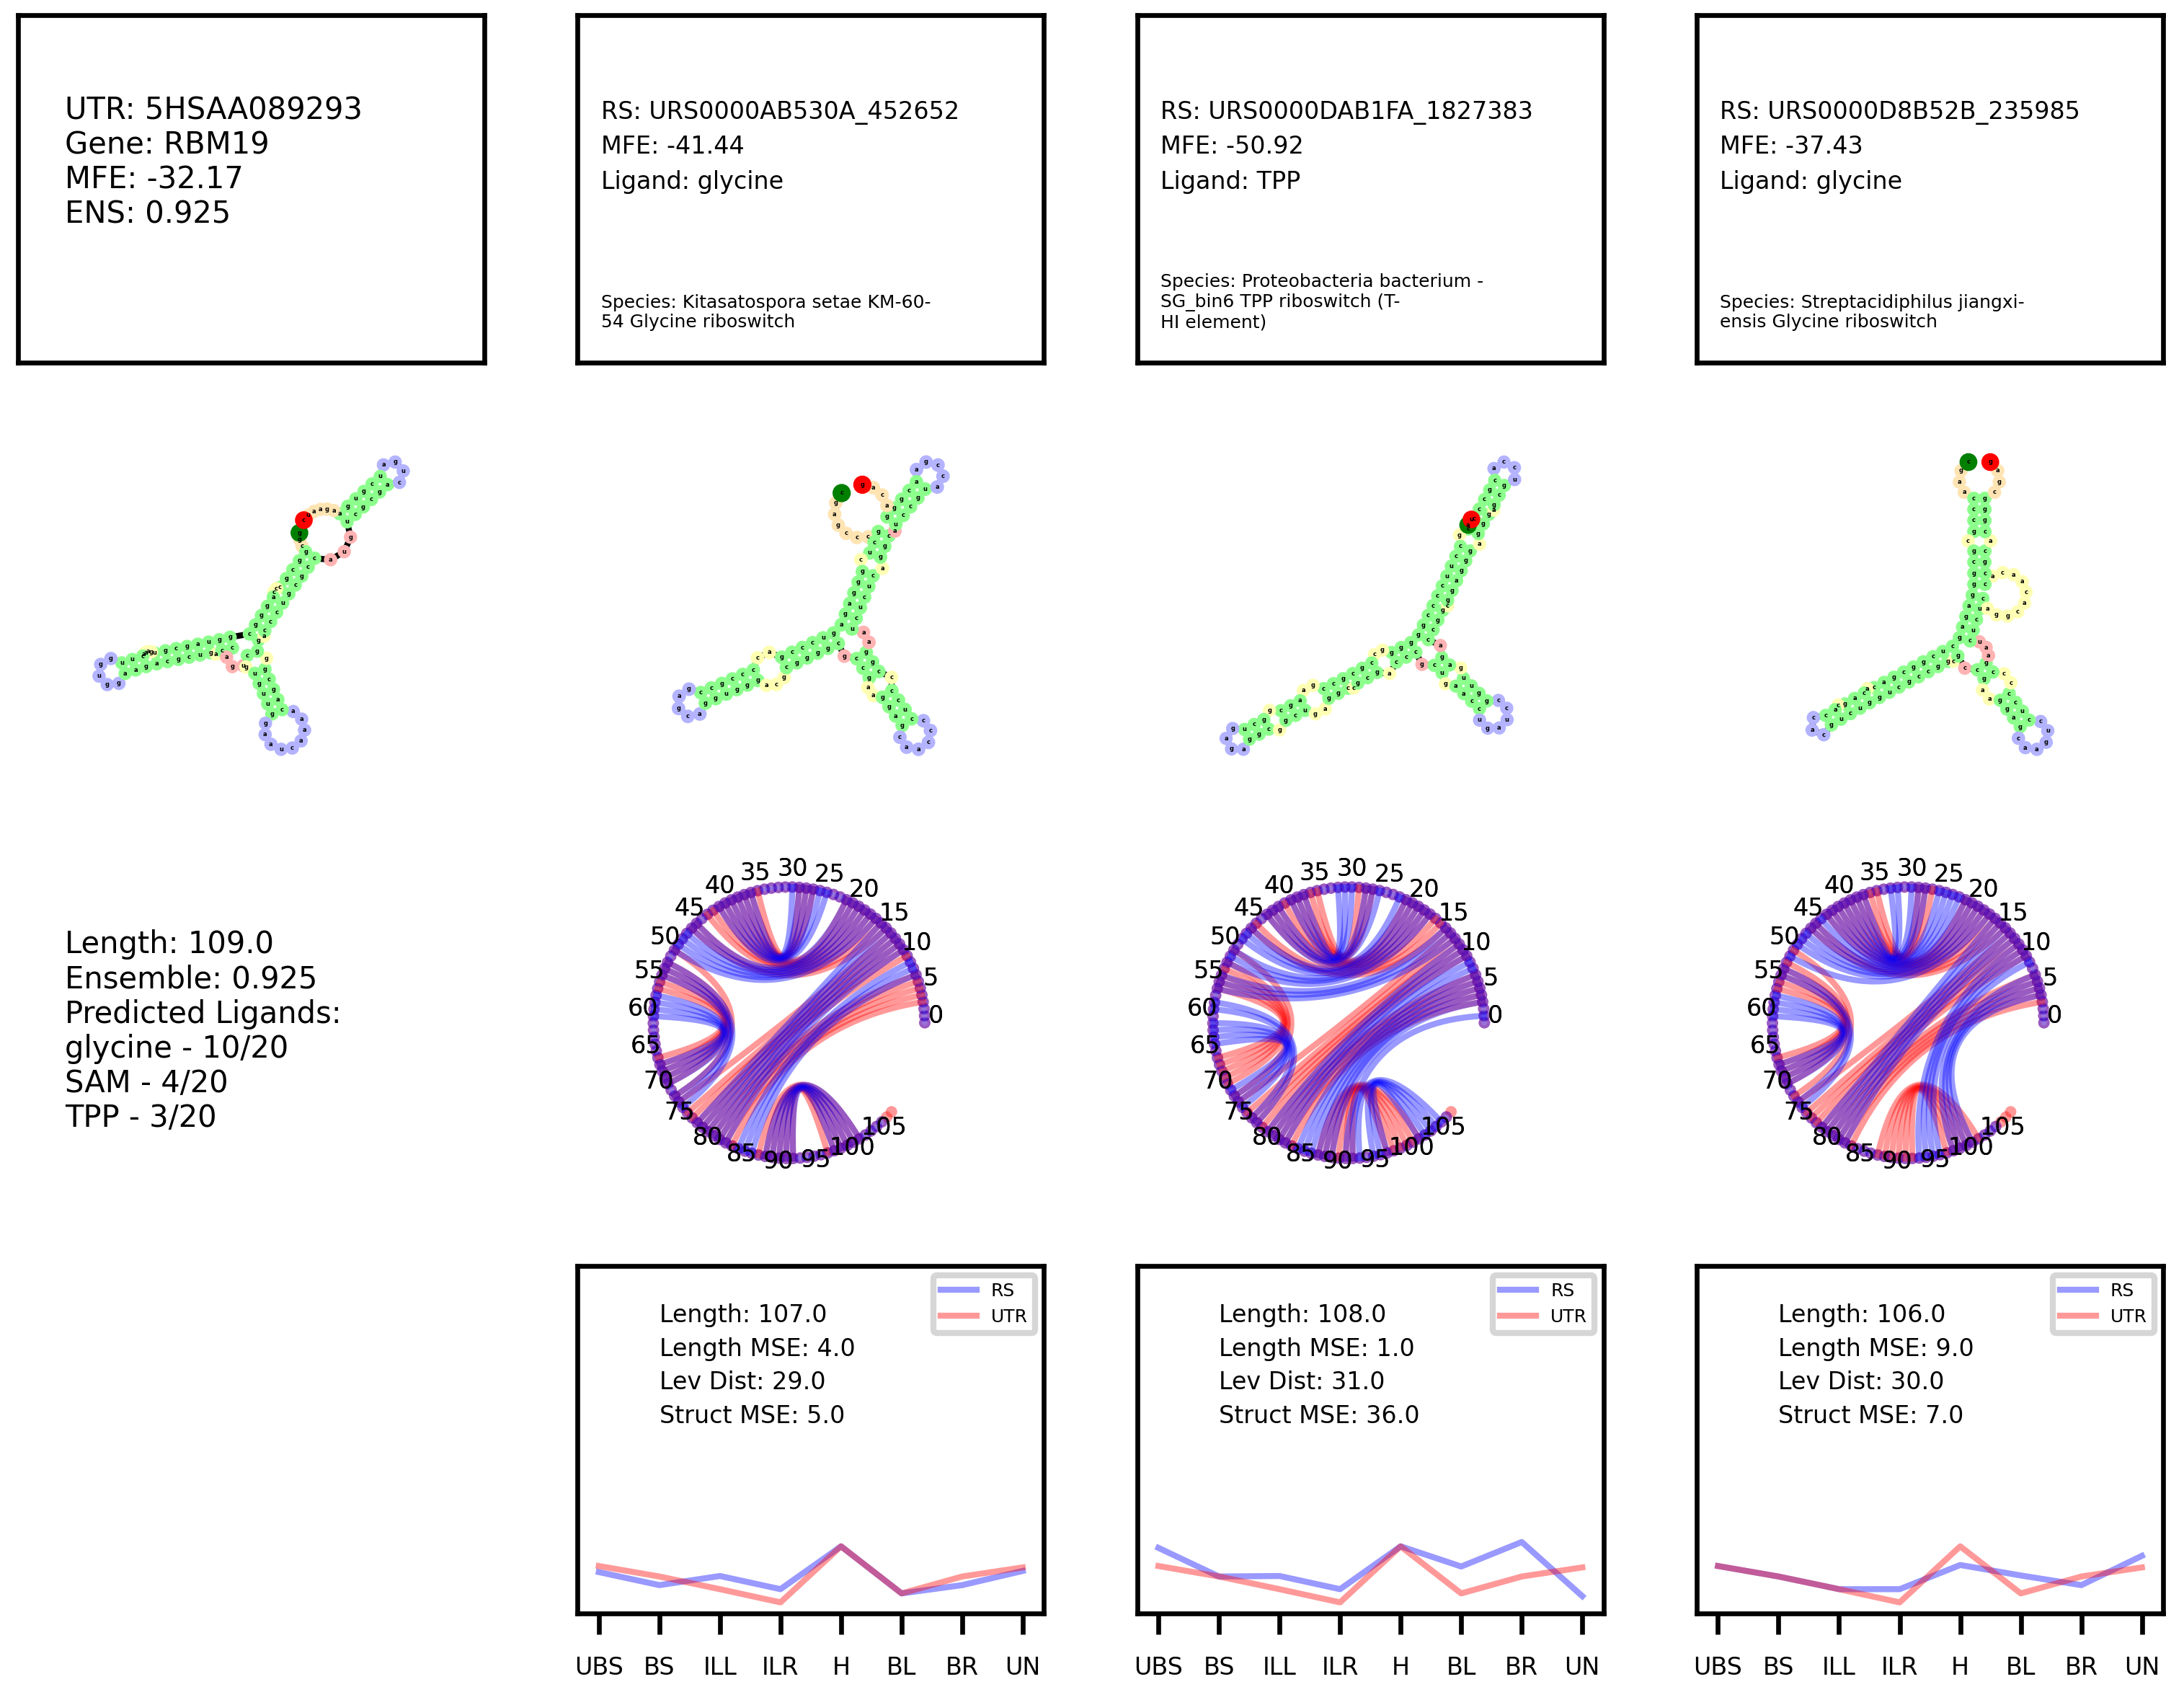 UTR: 5HSAA089293
Gene: RBM19
MFE: -32.17
ENS: 0.925
RS: URS0000AB530A_452652
MFE: -41.44
Ligand: glycine
Species: Kitasatospora setae KM-60-
54 Glycine riboswitch
RS: URS0000DAB1FA_1827383
MFE: -50.92
Ligand: TPP
Species: Proteobacteria bacterium -
SG_bin6 TPP riboswitch (T-
HI element)
RS: URS0000D8B52B_235985
MFE: -37.43
Ligand: glycine
Species: Streptacidiphilus jiangxi-
ensis Glycine riboswitch
Length: 109.0
Ensemble: 0.925
Predicted Ligands:
glycine - 10/20
SAM - 4/20
TPP - 3/20
0 5 10 15 20 25 30 35 40 45 50 55 60 65 70 75 80 85 90 95 100 105
0 5 10 15 20 25 30 35 40 45 50 55 60 65 70 75 80 85 90 95 100 105
0 5 10 15 20 25 30 35 40 45 50 55 60 65 70 75 80 85 90 95 100 105
RS
UTR
Length: 107.0
Length MSE: 4.0
Lev Dist: 29.0
Struct MSE: 5.0
UBS BS ILL ILR H BL BR UN
RS
UTR
Length: 108.0
Length MSE: 1.0
Lev Dist: 31.0
Struct MSE: 36.0
UBS BS ILL ILR H BL BR UN
RS
UTR
Length: 106.0
Length MSE: 9.0
Lev Dist: 30.0
Struct MSE: 7.0
UBS BS ILL ILR H BL BR UN